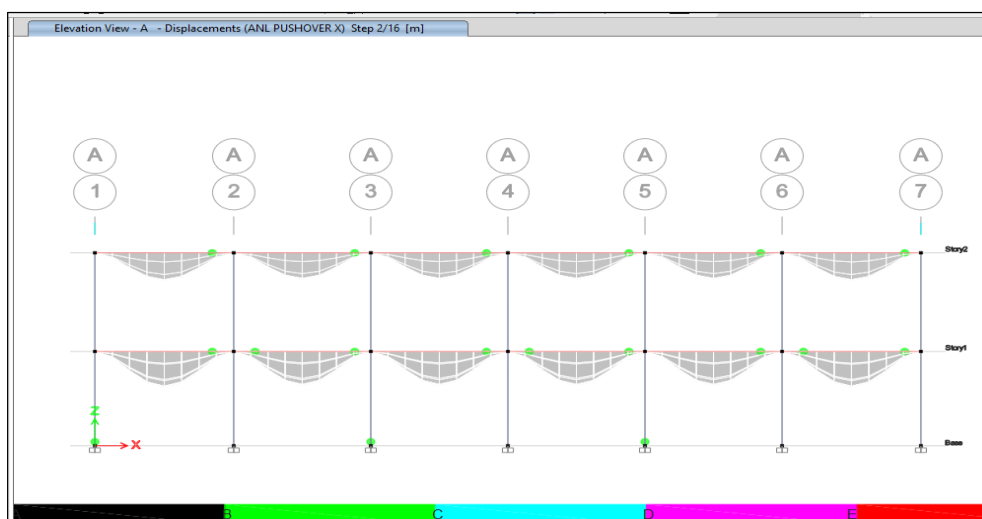 Elevation View - A - Displacements (ANL PUSHOVER X) Step 2/16 [m]
A A A A A A A
1 2 3 4 5 6 7
Story2
Story1
Z
X
Base
A B C D E